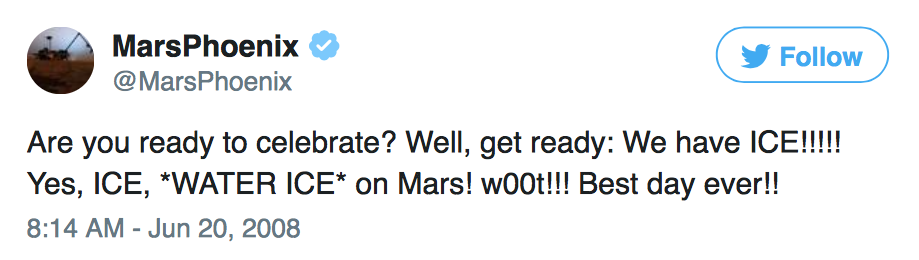 MarsPhoenix
@MarsPhoenix
Follow
Are you ready to celebrate? Well, get ready: We have ICE!!!!!
Yes, ICE, *WATER ICE* on Mars! w00t!!! Best day ever!!
8:14 AM - Jun 20, 2008